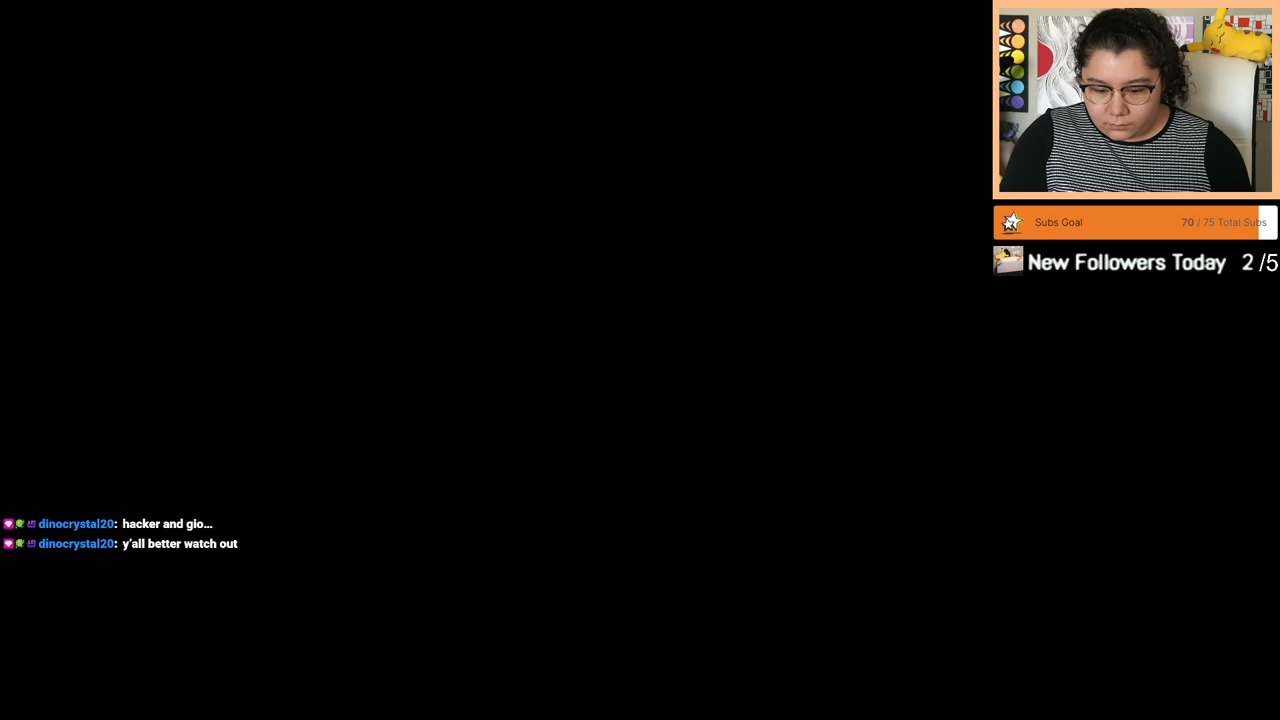 Subs Goal 70 / 75 Total Subs
New Followers Today 2 /5
dinocrystal20: hacker and gio...
dinocrystal20: y'all better watch out